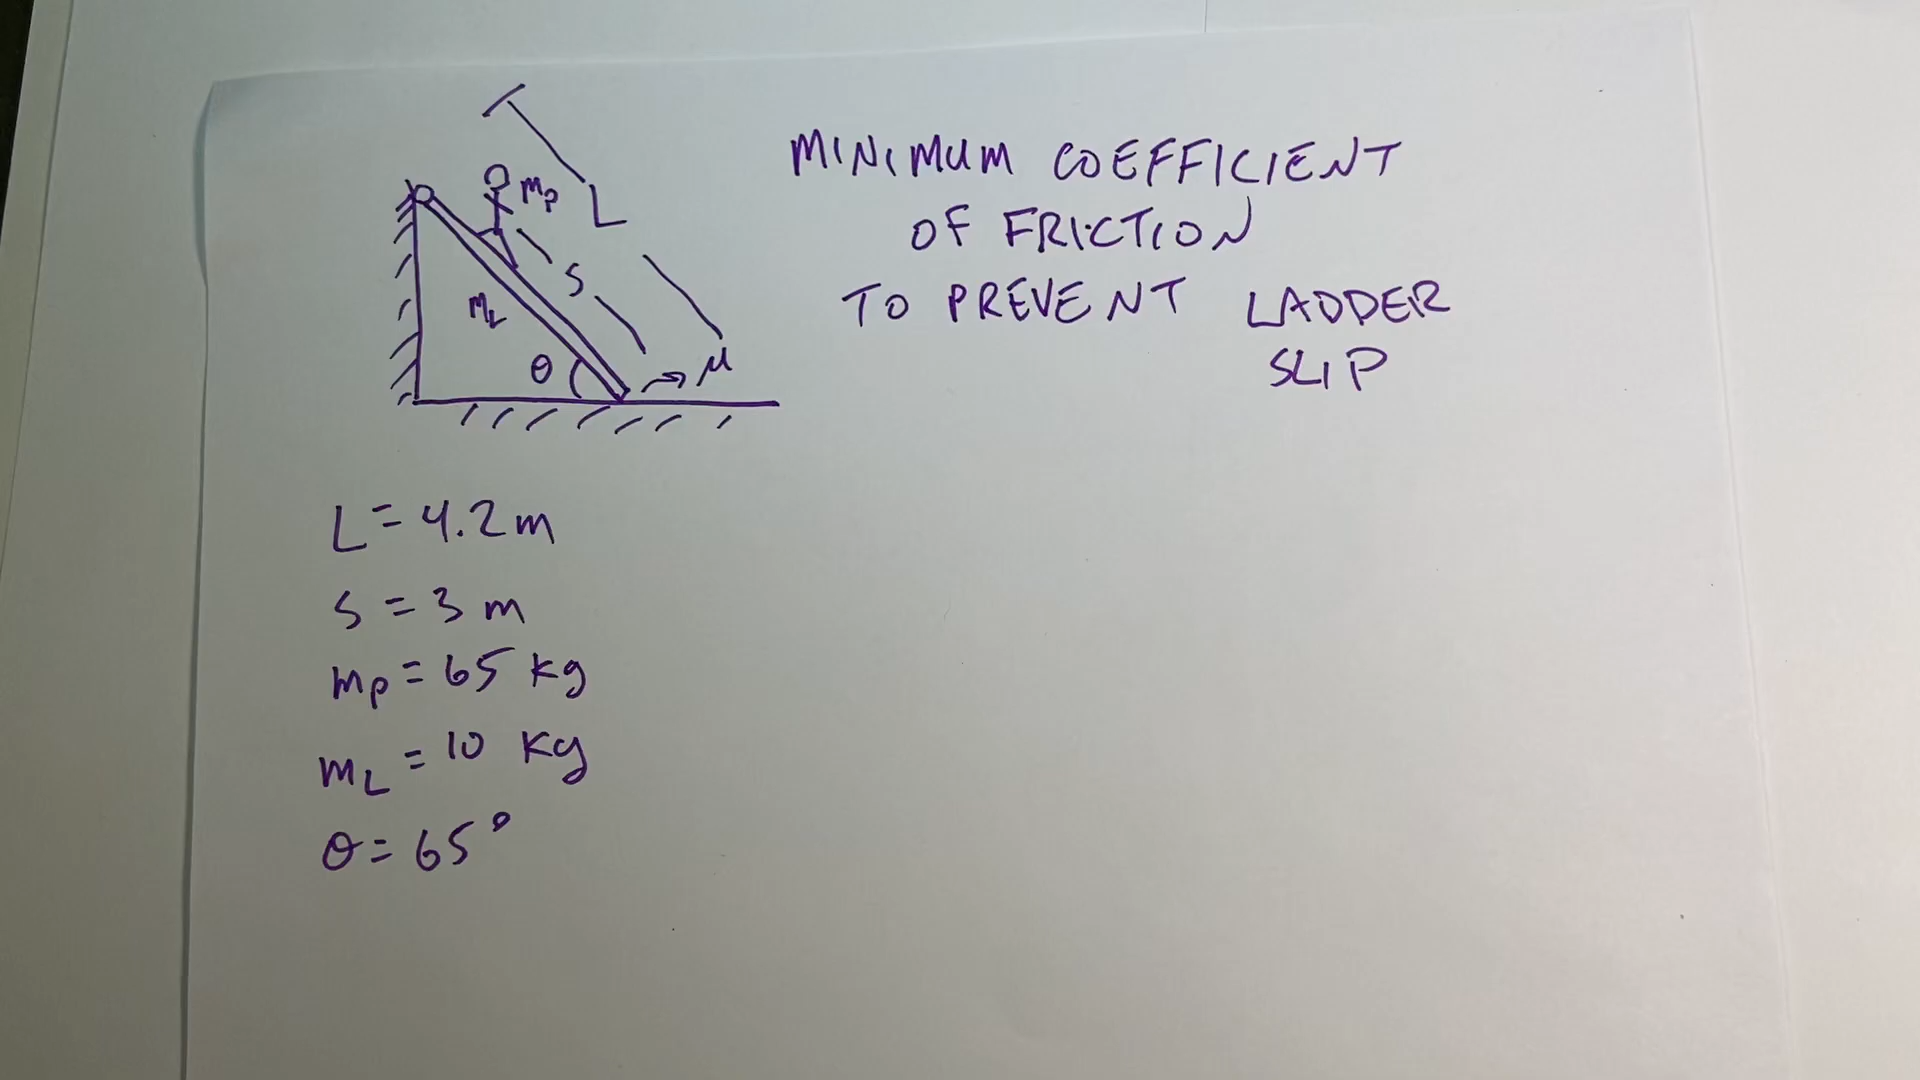 MINIMUM COEFFICIENT
OF FRICTION
TO PREVENT LADDER
SLIP
mp
L
S
mL
θ
μ
L = 4.2 m
S = 3 m
mp = 65 kg
mL = 10 kg
θ = 65°